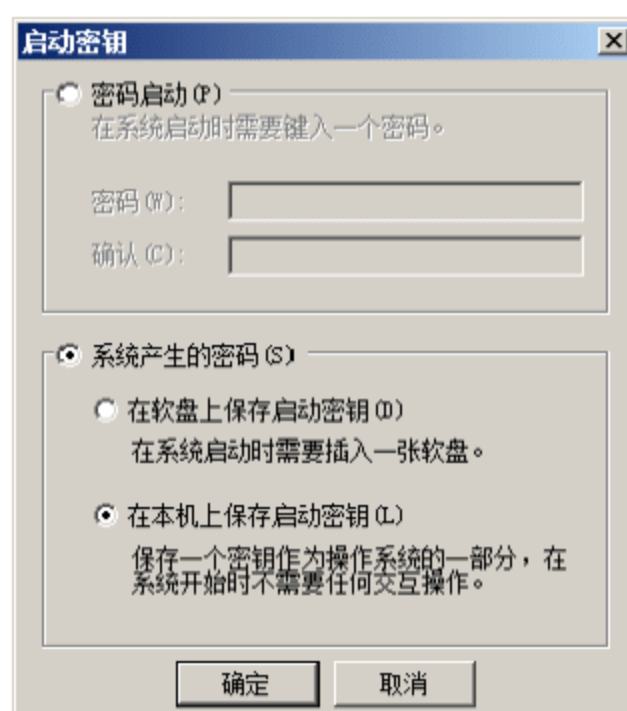 启动密钥
密码启动(P)
在系统启动时需要键入一个密码。
密码(W):
确认(C):
系统产生的密码(S)
在软盘上保存启动密钥(D)
在系统启动时需要插入一张软盘。
在本机上保存启动密钥(L)
保存一个密钥作为操作系统的一部分，在
系统开始时不需要任何交互操作。
确定
取消